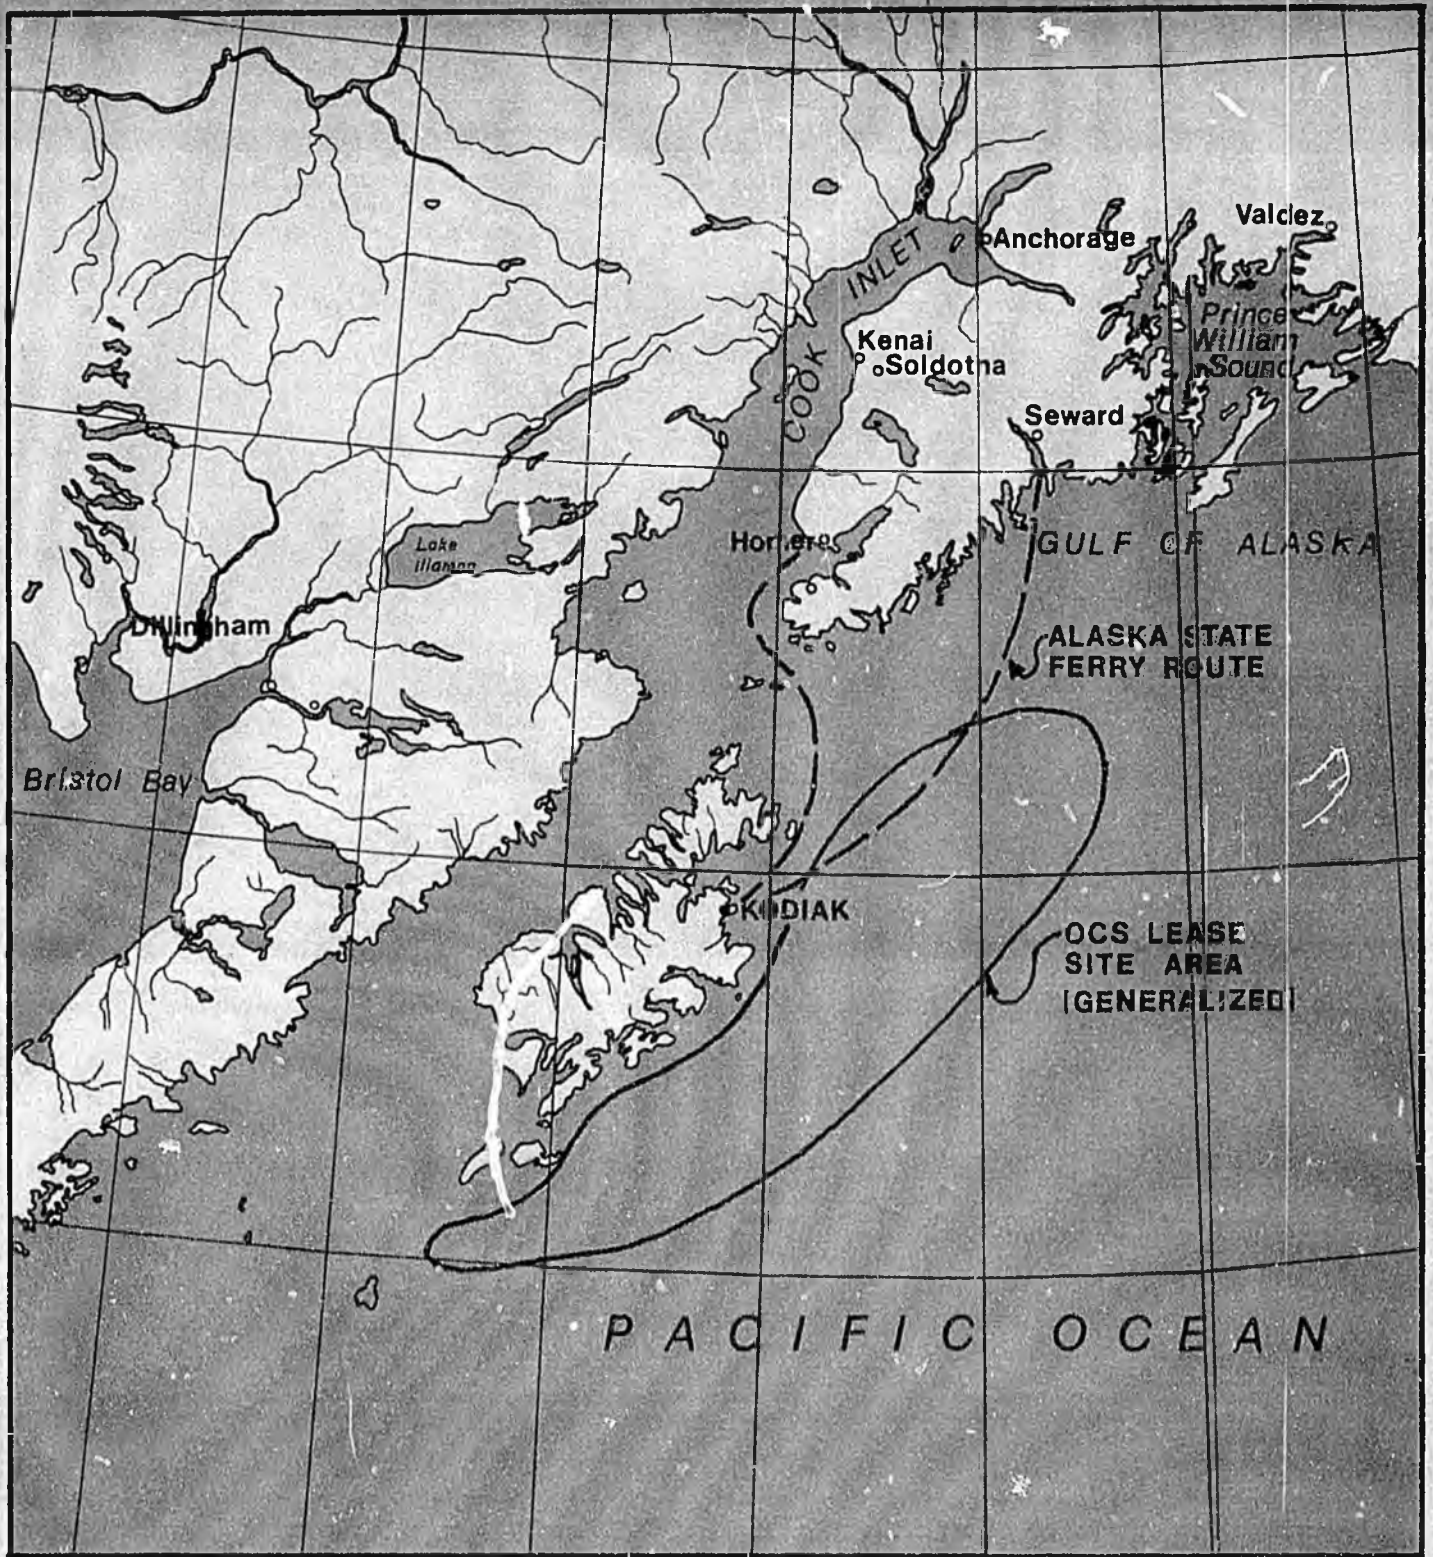 Valdez
Anchorage
COOK INLET
Prince
William
Sound
Kenai
Soldotna
Seward
Lake
Iliamna
Homer
GULF OF ALASKA
Dillingham
ALASKA STATE
FERRY ROUTE
Bristol Bay
KODIAK
OCS LEASE
SITE AREA
[GENERALIZED]
PACIFIC OCEAN